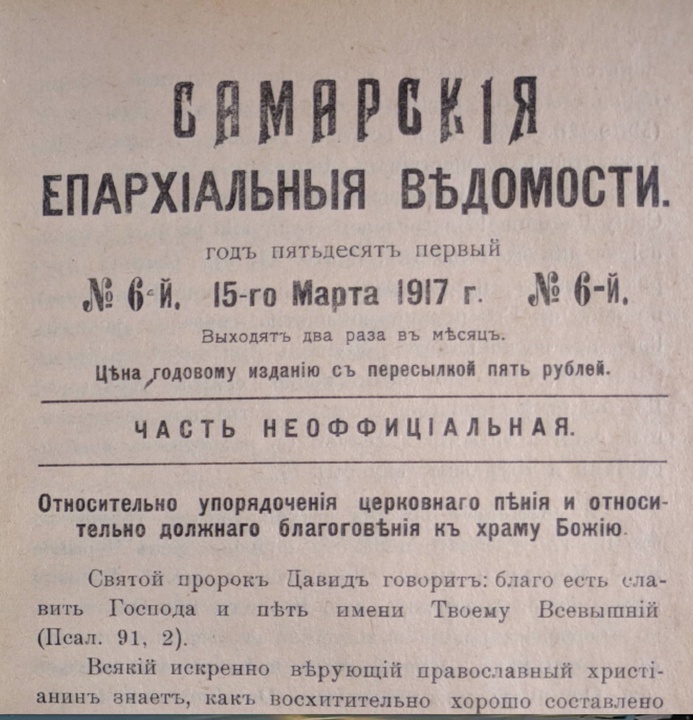 САМАРСКІЯ
ЕПАРХІАЛЬНЫЯ ВѢДОМОСТИ.
годъ пятьдесятъ первый
№ 6-й. 15-го Марта 1917 г. № 6-й.
Выходятъ два раза въ мѣсяцъ.
Цѣна годовому изданію съ пересылкой пять рублей.
ЧАСТЬ НЕОФФИЦІАЛЬНАЯ.
Относительно упорядоченія церковнаго пѣнія и относи-
тельно должнаго благоговѣнія къ храму Божію.
Святой пророкъ Давидъ говоритъ: благо есть сла-
вить Господа и пѣть имени Твоему Всевышній
(Псал. 91, 2).
Всякій искренно вѣрующій православный христі-
анинъ знаетъ, какъ восхитительно хорошо составлено